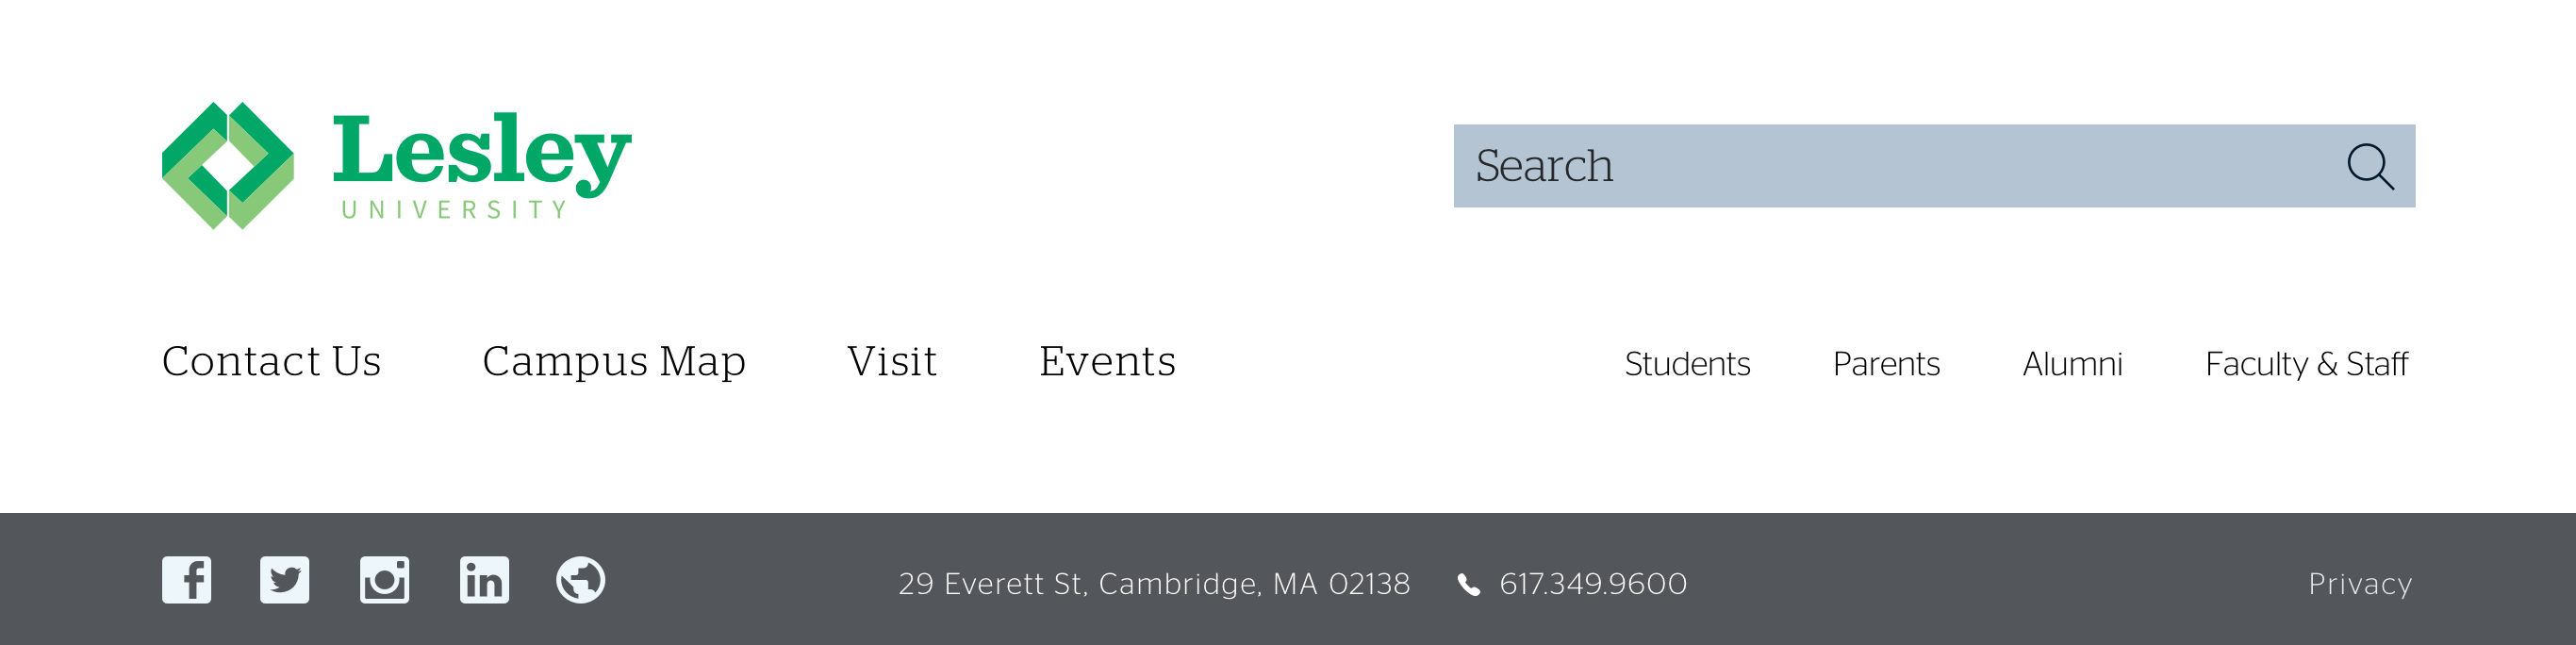 Lesley
UNIVERSITY
Search
Contact Us Campus Map Visit Events Students Parents Alumni Faculty & Staff
29 Everett St, Cambridge, MA 02138 617.349.9600 Privacy